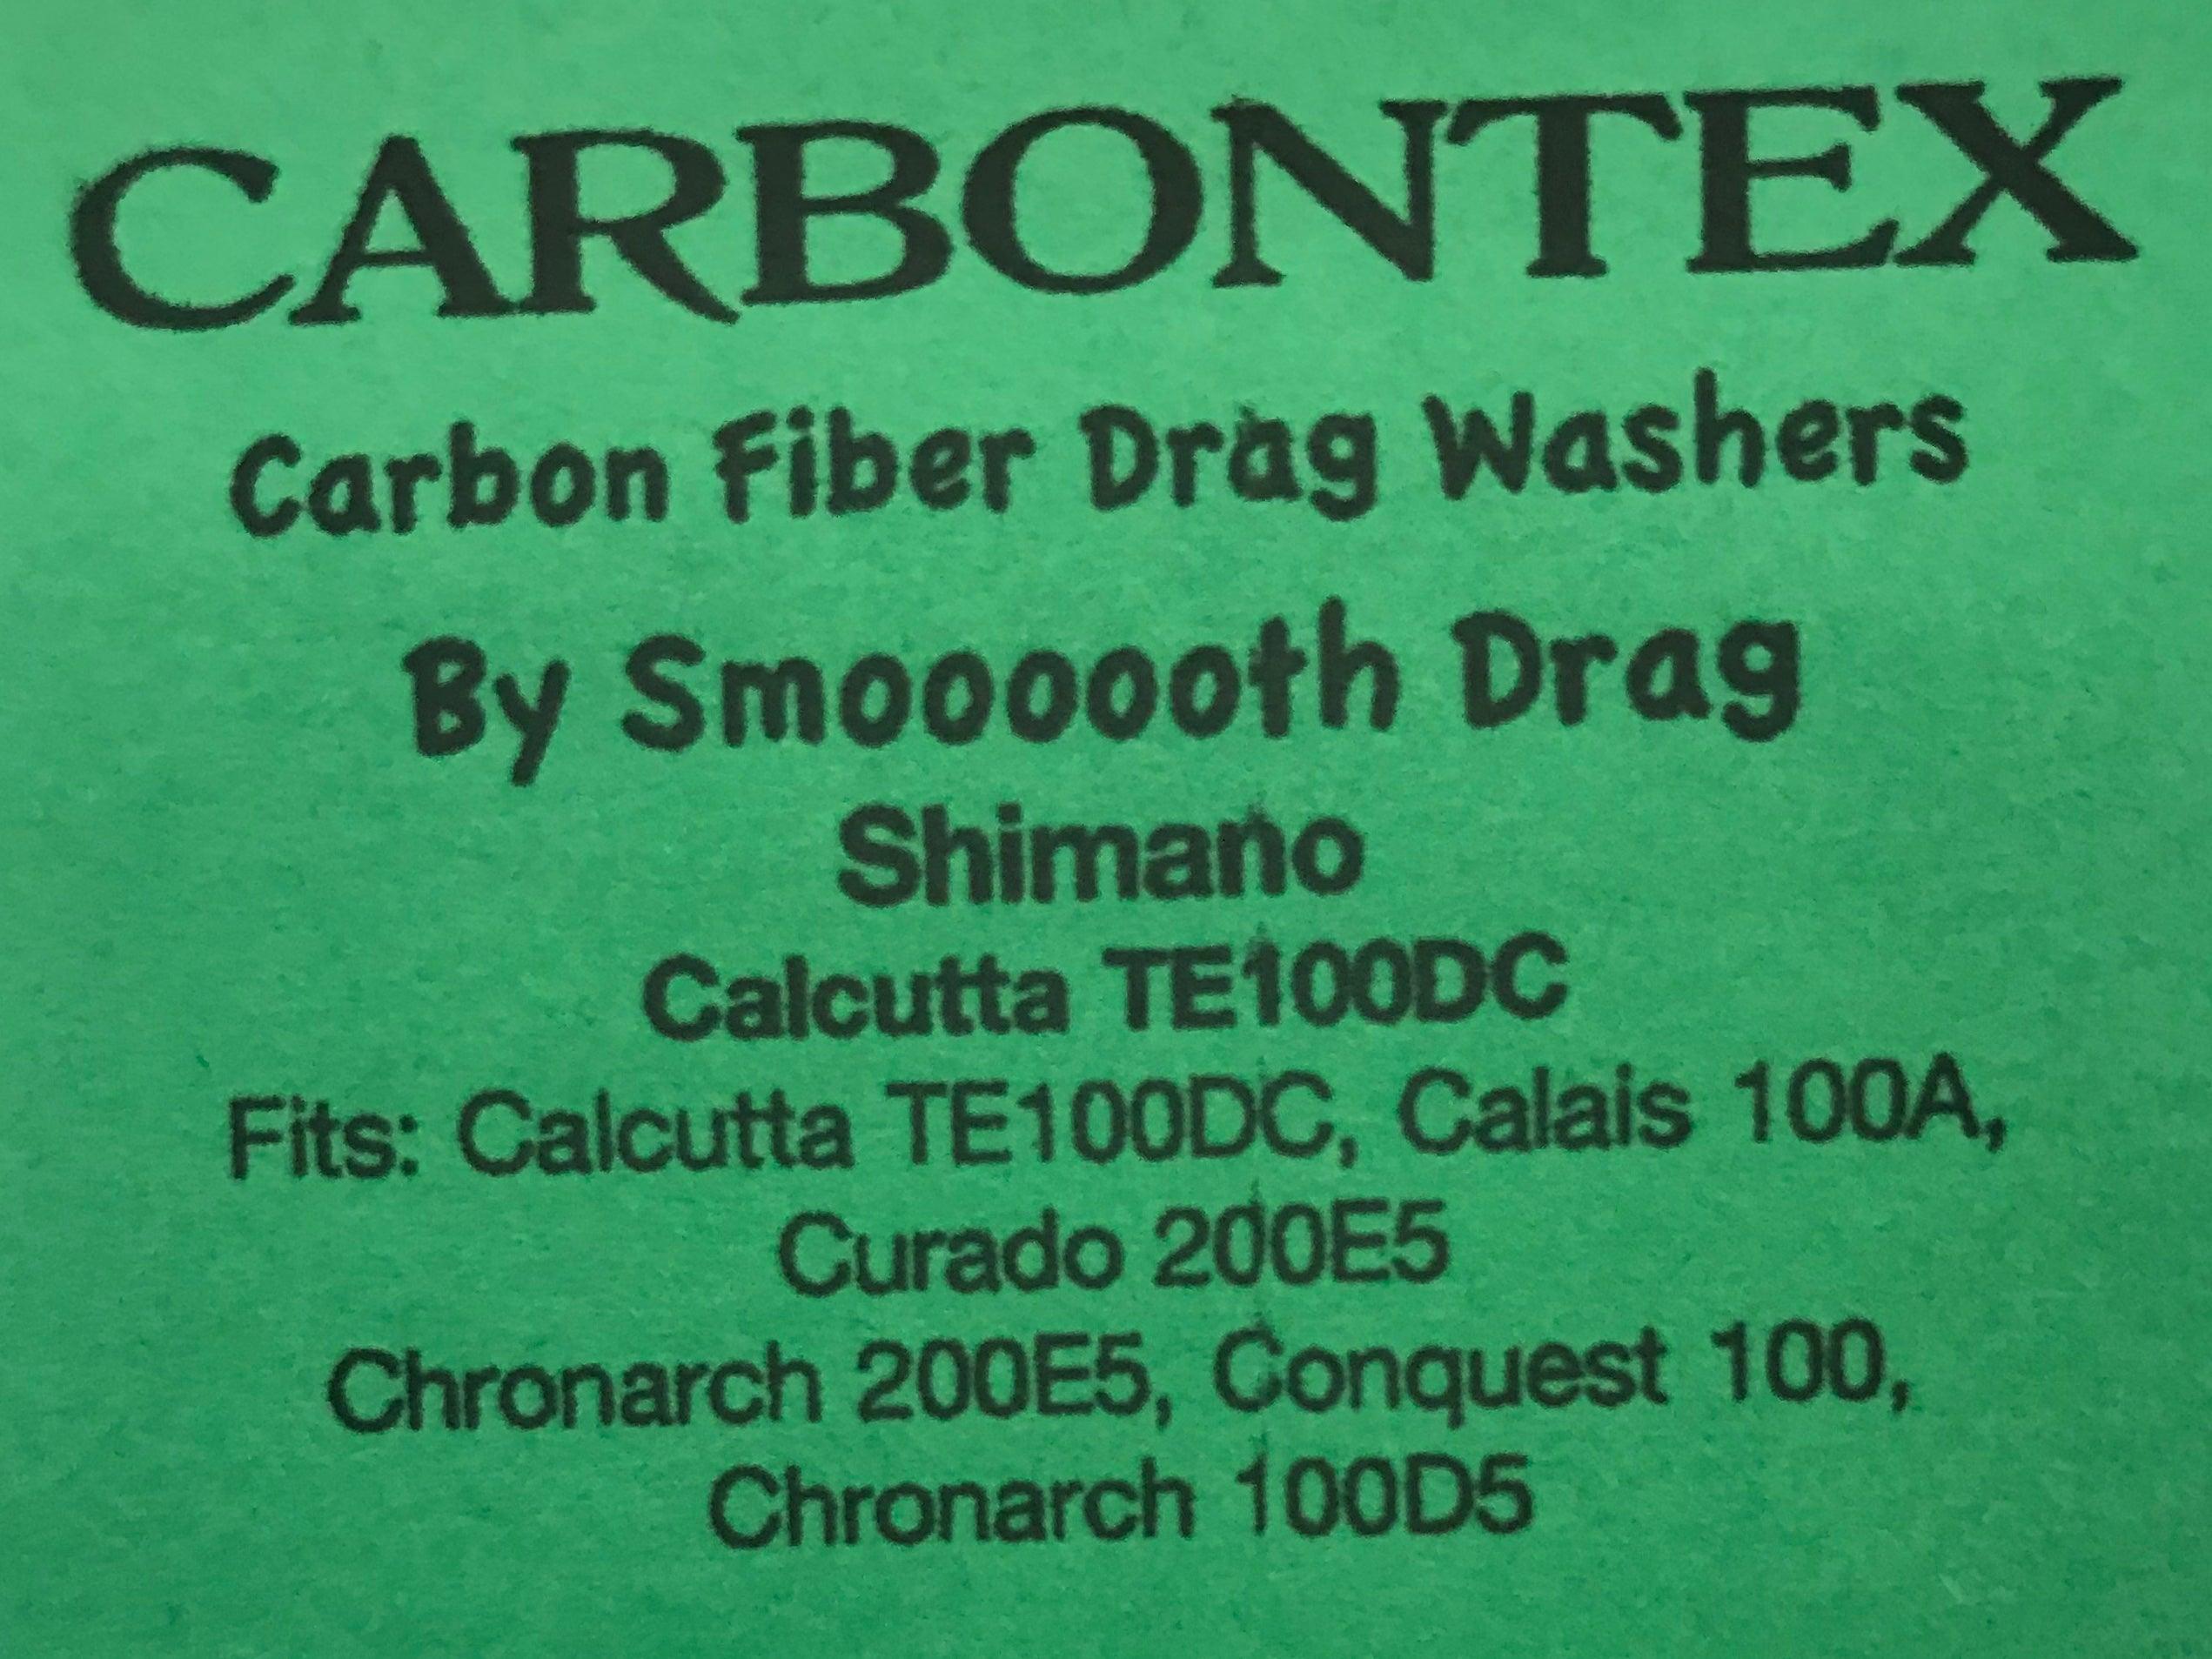 CARBONTEX
Carbon Fiber Drag Washers
By Smoooooth Drag
Shimano
Calcutta TE100DC
Fits: Calcutta TE100DC, Calais 100A,
Curado 200E5
Chronarch 200E5, Conquest 100,
Chronarch 100D5